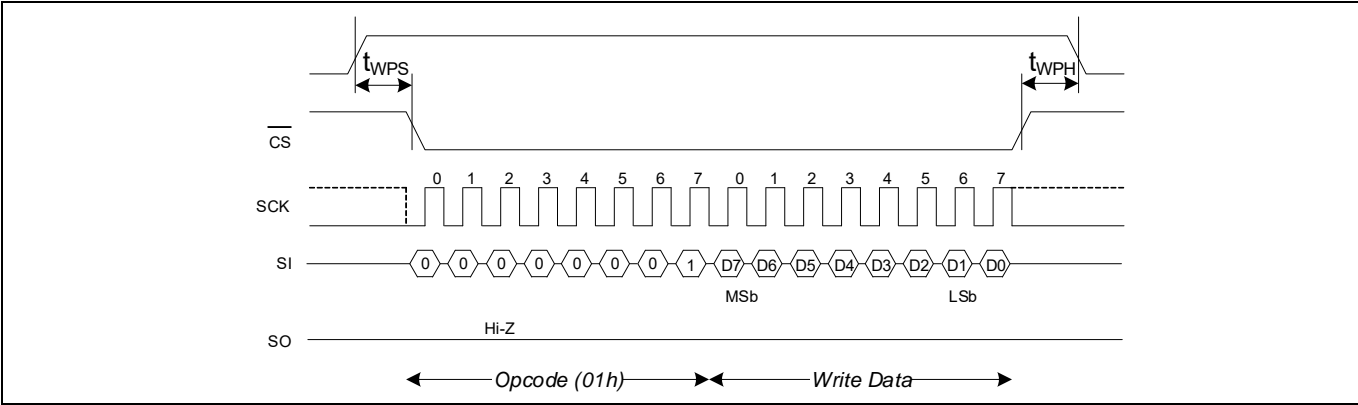 tWPS tWPH
CS
0 1 2 3 4 5 6 7 0 1 2 3 4 5 6 7
SCK
SI 0 0 0 0 0 0 0 1 D7 D6 D5 D4 D3 D2 D1 D0
MSb LSb
Hi-Z
SO
Opcode (01h) Write Data